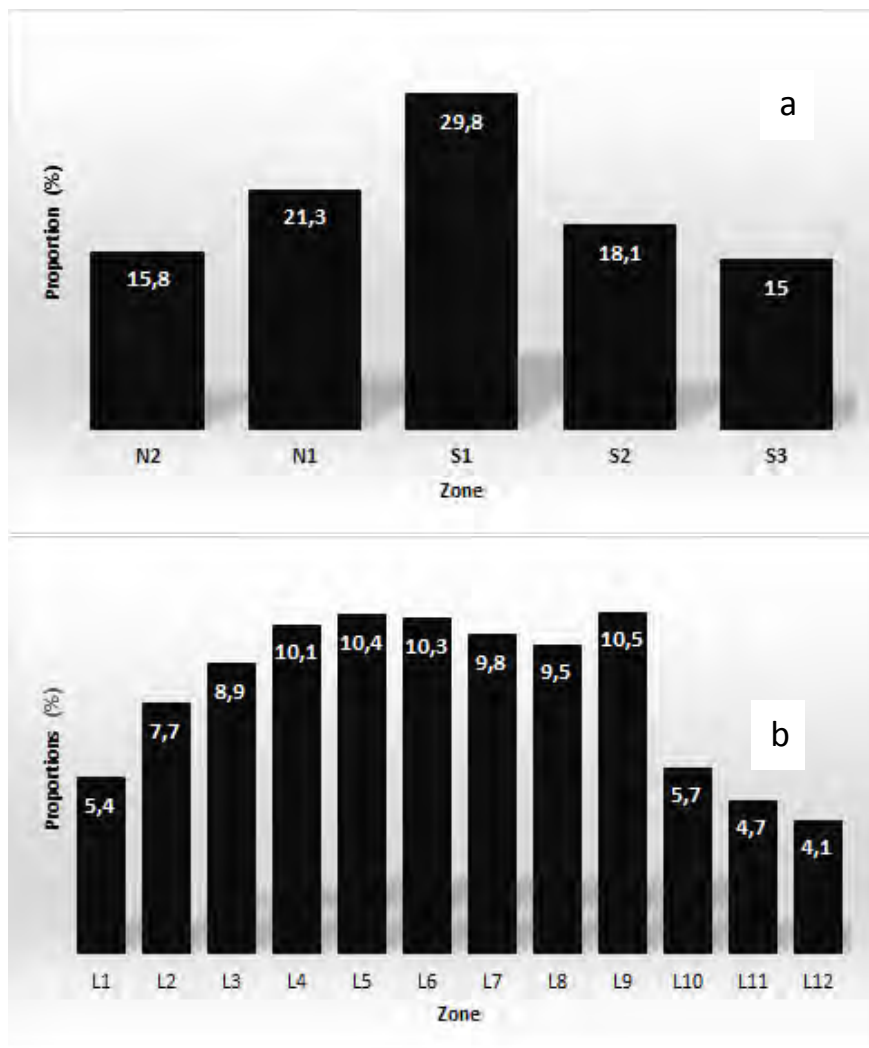 a
Proportion (%)
29,8
21,3
18,1
15,8
15
N2 N1 S1 S2 S3
Zone
b
Proportions (%)
5,4 7,7 8,9 10,1 10,4 10,3 9,8 9,5 10,5 5,7 4,7 4,1
L1 L2 L3 L4 L5 L6 L7 L8 L9 L10 L11 L12
Zone